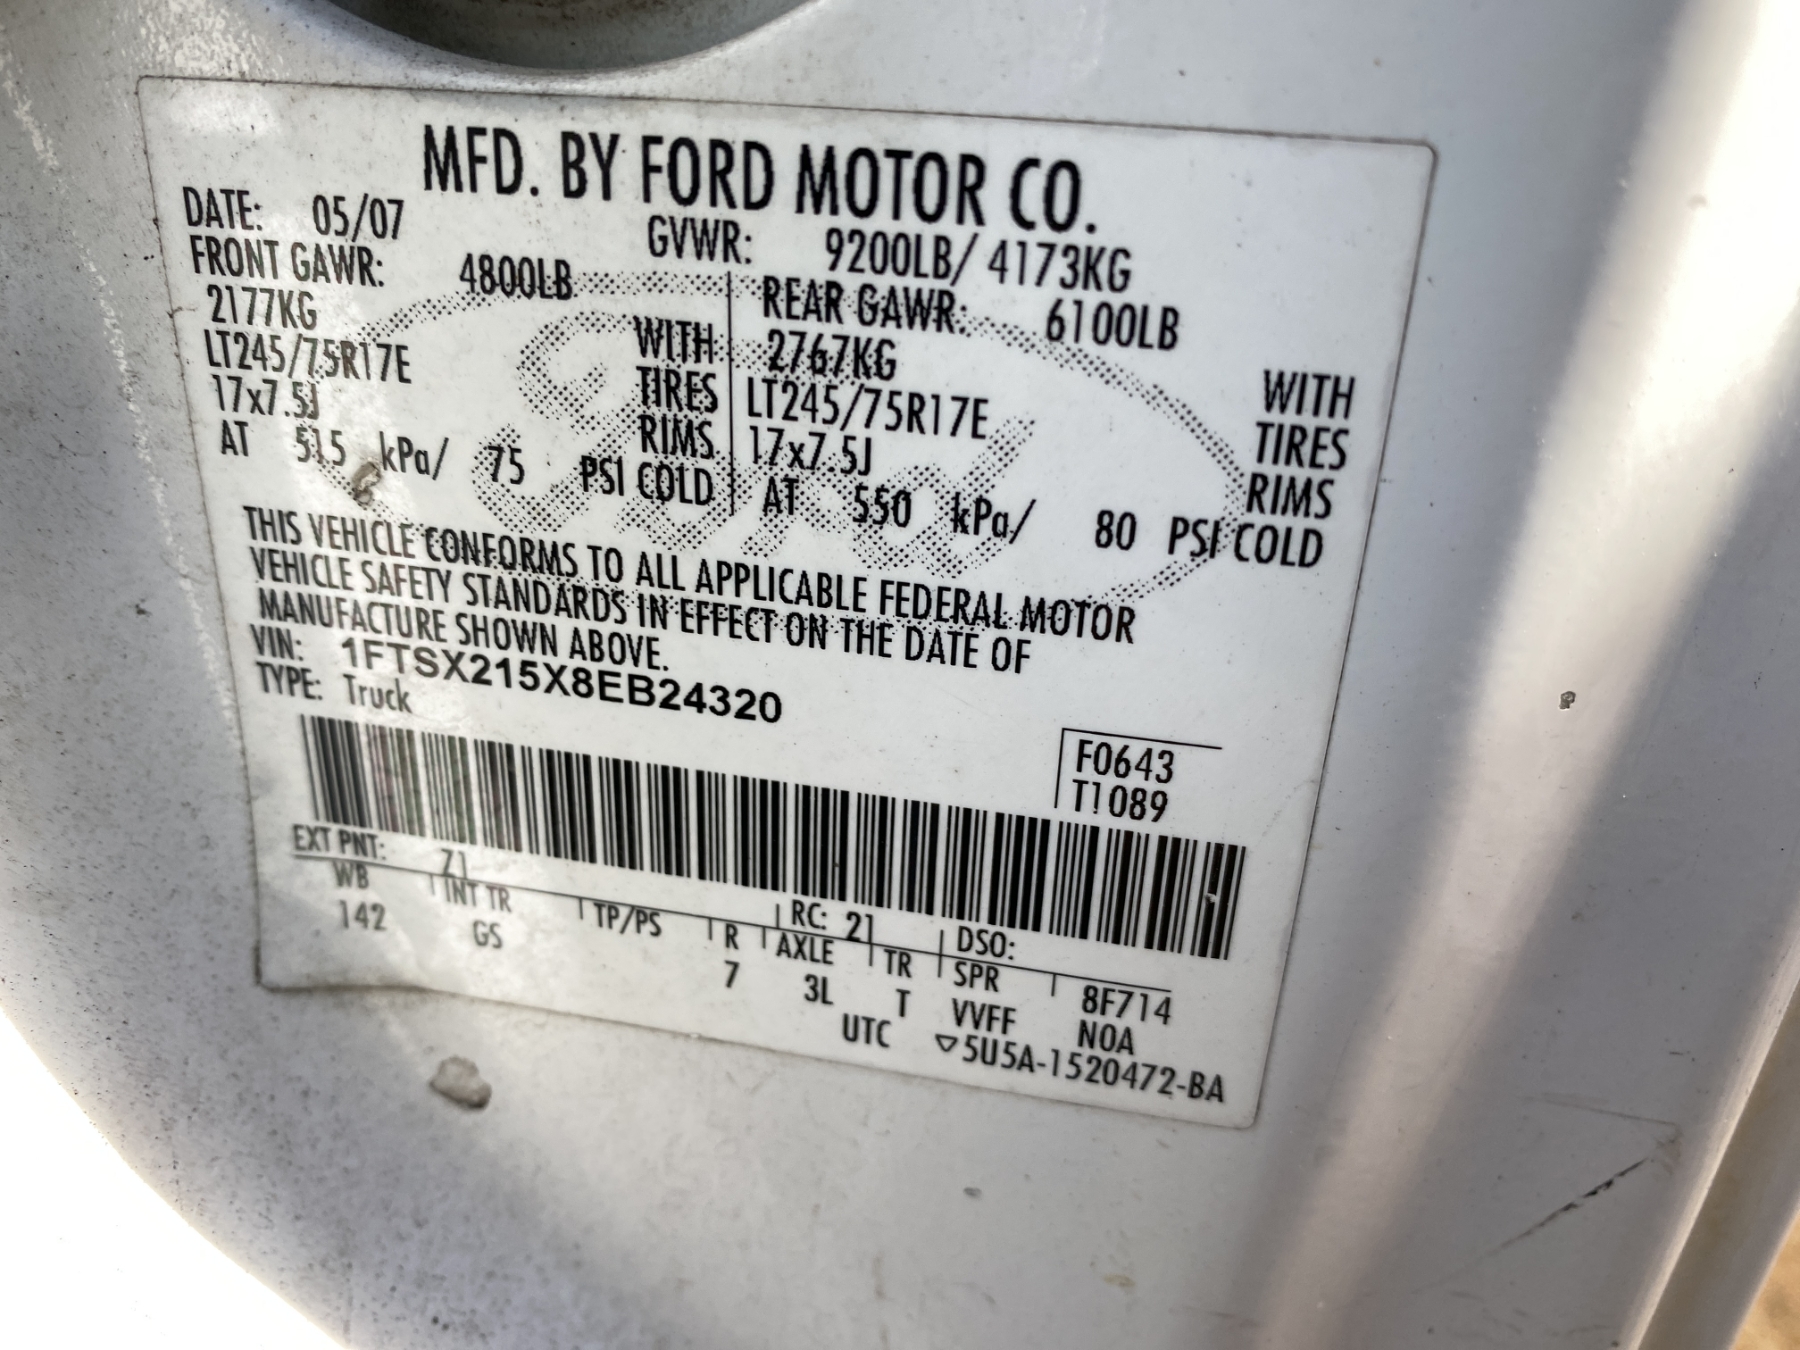 MFD. BY FORD MOTOR CO.
DATE: 05/07 GVWR: 9200LB/ 4173KG
FRONT GAWR: 4800LB REAR GAWR: 6100LB
2177KG WITH 2767KG WITH
LT245/75R17E TIRES LT245/75R17E TIRES
17x7.5J RIMS 17x7.5J RIMS
AT 515 kPa/ 75 PSI COLD AT 550 kPa/ 80 PSI COLD
THIS VEHICLE CONFORMS TO ALL APPLICABLE FEDERAL MOTOR
VEHICLE SAFETY STANDARDS IN EFFECT ON THE DATE OF
MANUFACTURE SHOWN ABOVE.
VIN: 1FTSX215X8EB24320
TYPE: Truck
F0643
T1089
EXT PNT: Z1 RC: 21 DSO:
WB INT TR TP/PS R AXLE TR SPR 8F714
142 GS 7 3L T VVFF NOA
UTC ▽5U5A-1520472-BA
Ford